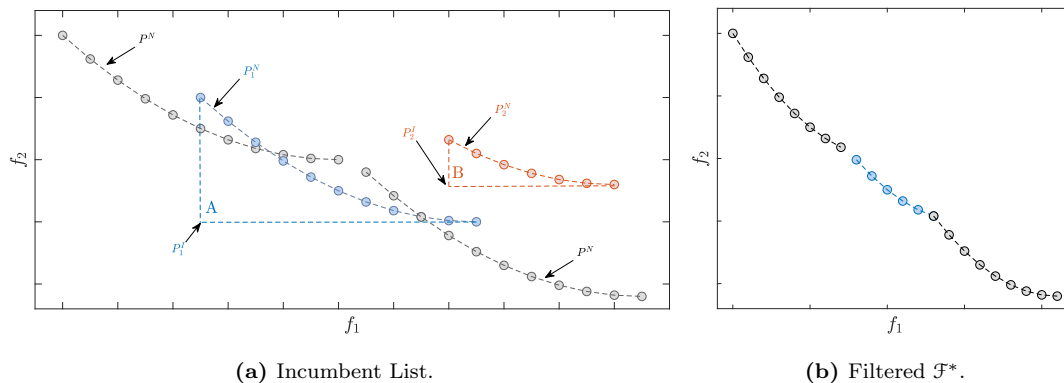 P^N
P_1^N
P_2^N
P_2^I
B
A
P_1^I
P^N
f_2
f_1
(a) Incumbent List.
f_2
f_1
(b) Filtered ℱ*.